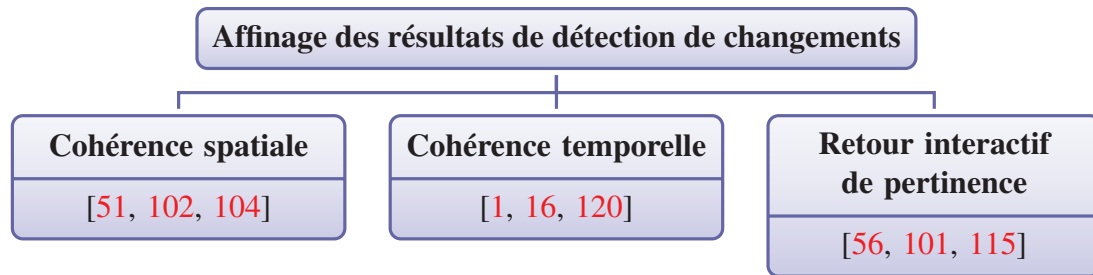 Affinage des résultats de détection de changements
Cohérence spatiale
[51, 102, 104]
Cohérence temporelle
[1, 16, 120]
Retour interactif
de pertinence
[56, 101, 115]